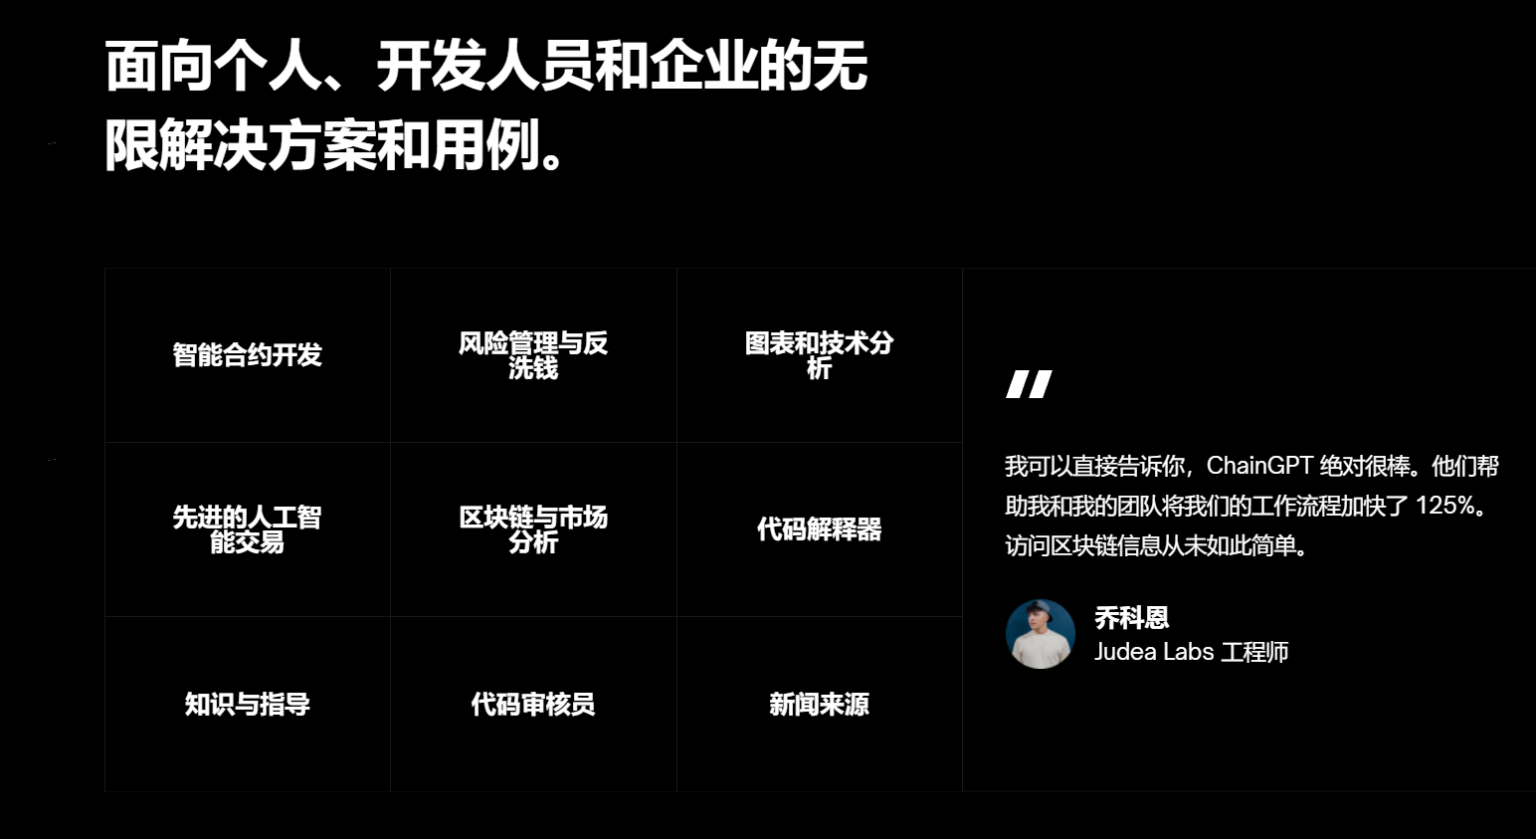 面向个人、开发人员和企业的无
限解决方案和用例。
智能合约开发
风险管理与反
洗钱
图表和技术分
析
先进的人工智
能交易
区块链与市场
分析
代码解释器
知识与指导
代码审核员
新闻来源
我可以直接告诉你，ChainGPT 绝对很棒。他们帮
助我和我的团队将我们的工作流程加快了 125%。
访问区块链信息从未如此简单。
乔科恩
Judea Labs 工程师